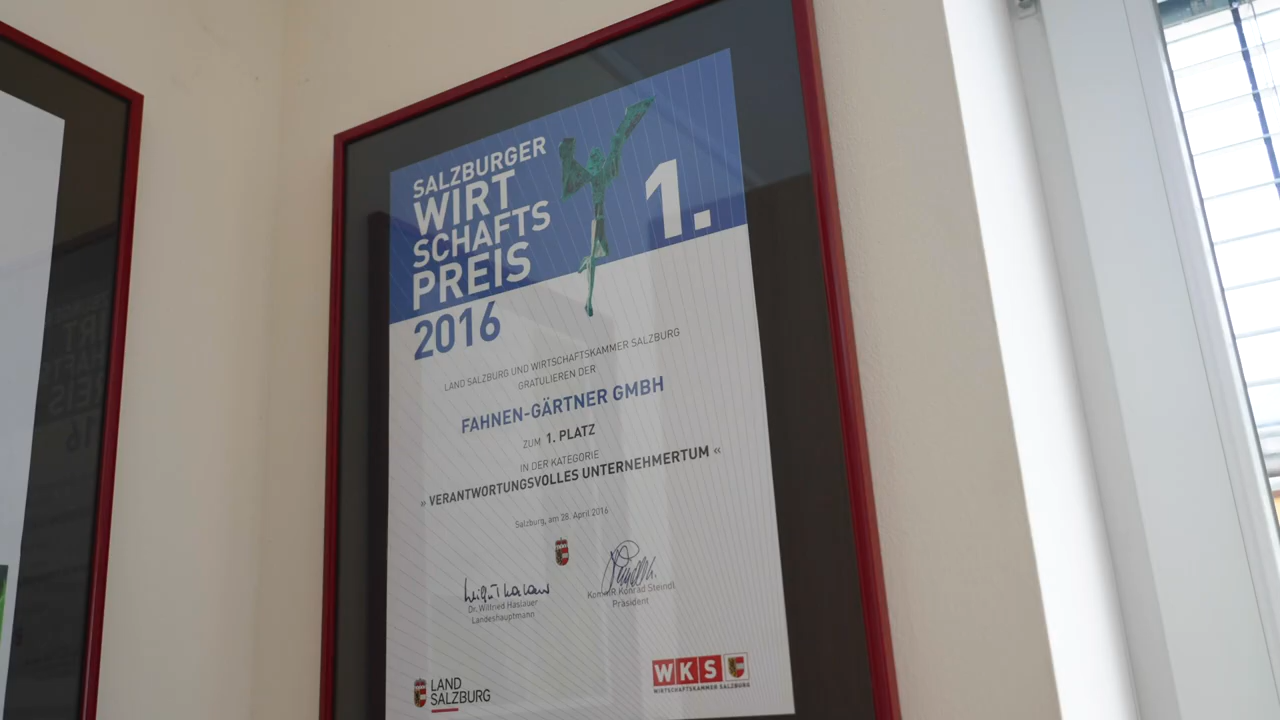 SALZBURGER
WIRT
SCHAFTS
PREIS
2016
1.
LAND SALZBURG UND WIRTSCHAFTSKAMMER SALZBURG
GRATULIEREN DER
FAHNEN-GÄRTNER GMBH
ZUM 1. PLATZ
IN DER KATEGORIE
» VERANTWORTUNGSVOLLES UNTERNEHMERTUM «
Salzburg, am 28. April 2016
Dr. Wilfried Haslauer
Landeshauptmann
KommR Konrad Steindl
Präsident
LAND
SALZBURG
WKS
WIRTSCHAFTSKAMMER SALZBURG